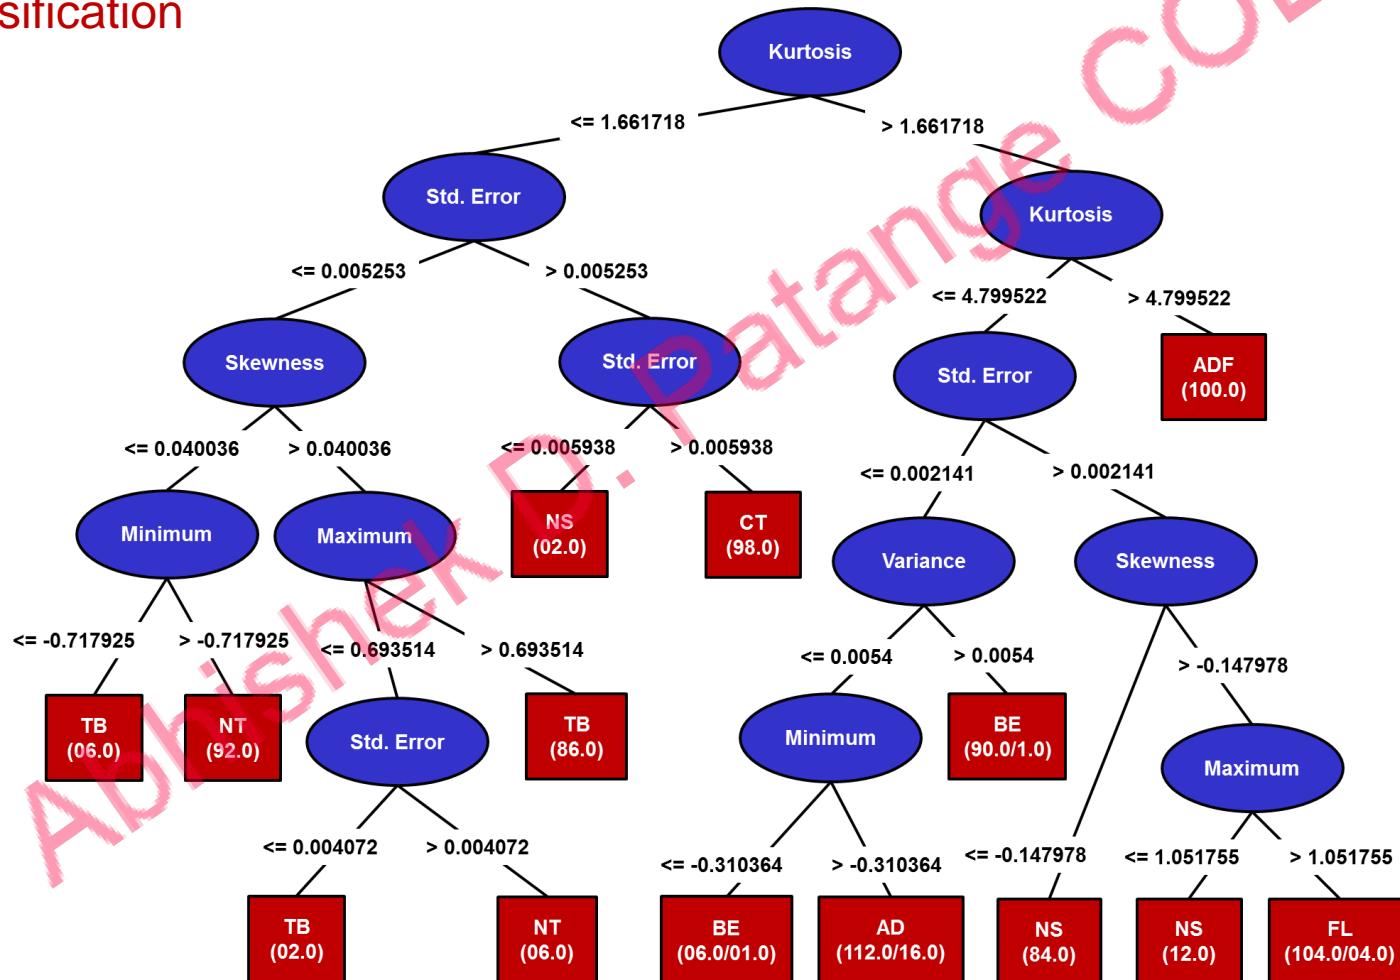 sification
Kurtosis
<= 1.661718
> 1.661718
Std. Error
Kurtosis
<= 0.005253
> 0.005253
<= 4.799522
> 4.799522
Skewness
Std. Error
Std. Error
ADF
(100.0)
<= 0.040036
> 0.040036
<= 0.005938
> 0.005938
<= 0.002141
> 0.002141
Minimum
Maximum
NS
(02.0)
CT
(98.0)
Variance
Skewness
<= -0.717925
> -0.717925
<= 0.693514
> 0.693514
<= 0.0054
> 0.0054
> -0.147978
TB
(06.0)
NT
(92.0)
Std. Error
TB
(86.0)
Minimum
BE
(90.0/1.0)
Maximum
<= 0.004072
> 0.004072
<= -0.310364
> -0.310364
<= -0.147978
<= 1.051755
> 1.051755
TB
(02.0)
NT
(06.0)
BE
(06.0/01.0)
AD
(112.0/16.0)
NS
(84.0)
NS
(12.0)
FL
(104.0/04.0)
Abhishek D. Patange